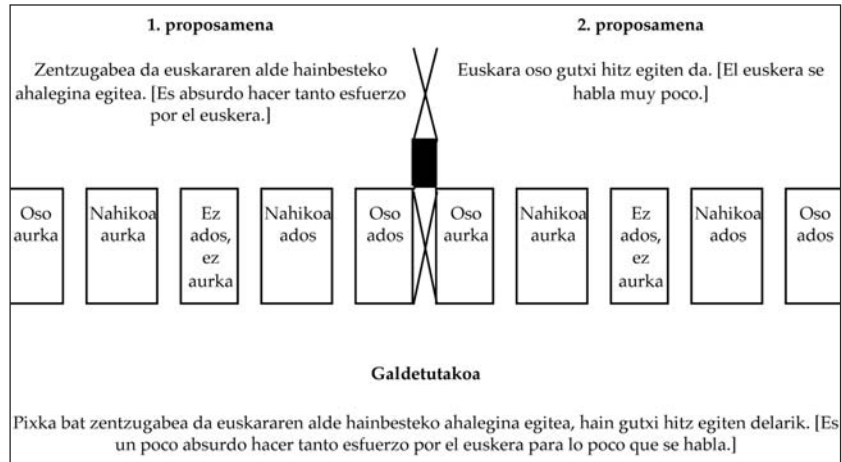 1. proposamena
Zentzugabea da euskararen alde hainbesteko
ahalegina egitea. [Es absurdo hacer tanto esfuerzo
por el euskera.]
2. proposamena
Euskara oso gutxi hitz egiten da. [El euskera se
habla muy poco.]
Oso
aurka
Nahikoa
aurka
Ez
ados,
ez
aurka
Nahikoa
ados
Oso
ados
Oso
aurka
Nahikoa
aurka
Ez
ados,
ez
aurka
Nahikoa
ados
Oso
ados
Galdetutakoa
Pixka bat zentzugabea da euskararen alde hainbesteko ahalegina egitea, hain gutxi hitz egiten delarik. [Es
un poco absurdo hacer tanto esfuerzo por el euskera para lo poco que se habla.]